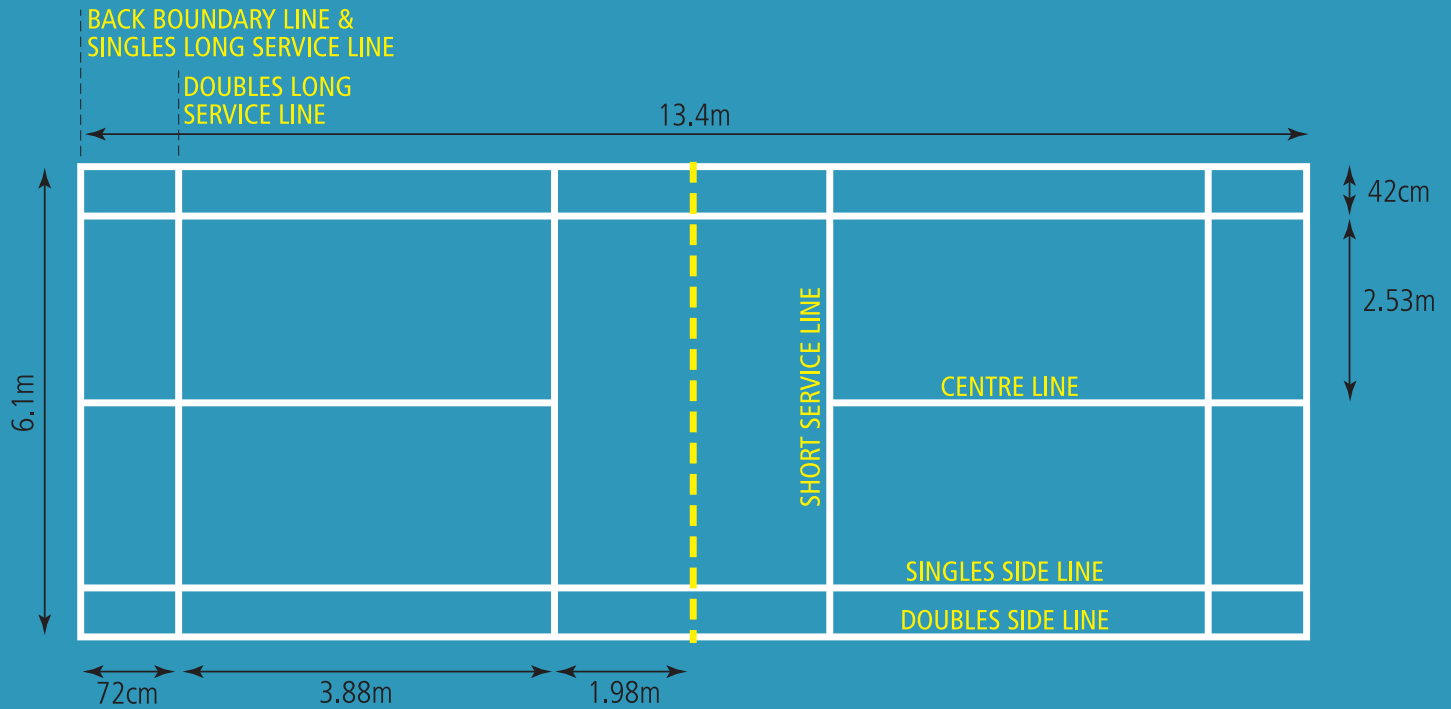 BACK BOUNDARY LINE &
SINGLES LONG SERVICE LINE
DOUBLES LONG
SERVICE LINE
13.4m
42cm
2.53m
6.1m
SHORT SERVICE LINE
CENTRE LINE
SINGLES SIDE LINE
DOUBLES SIDE LINE
72cm
3.88m
1.98m